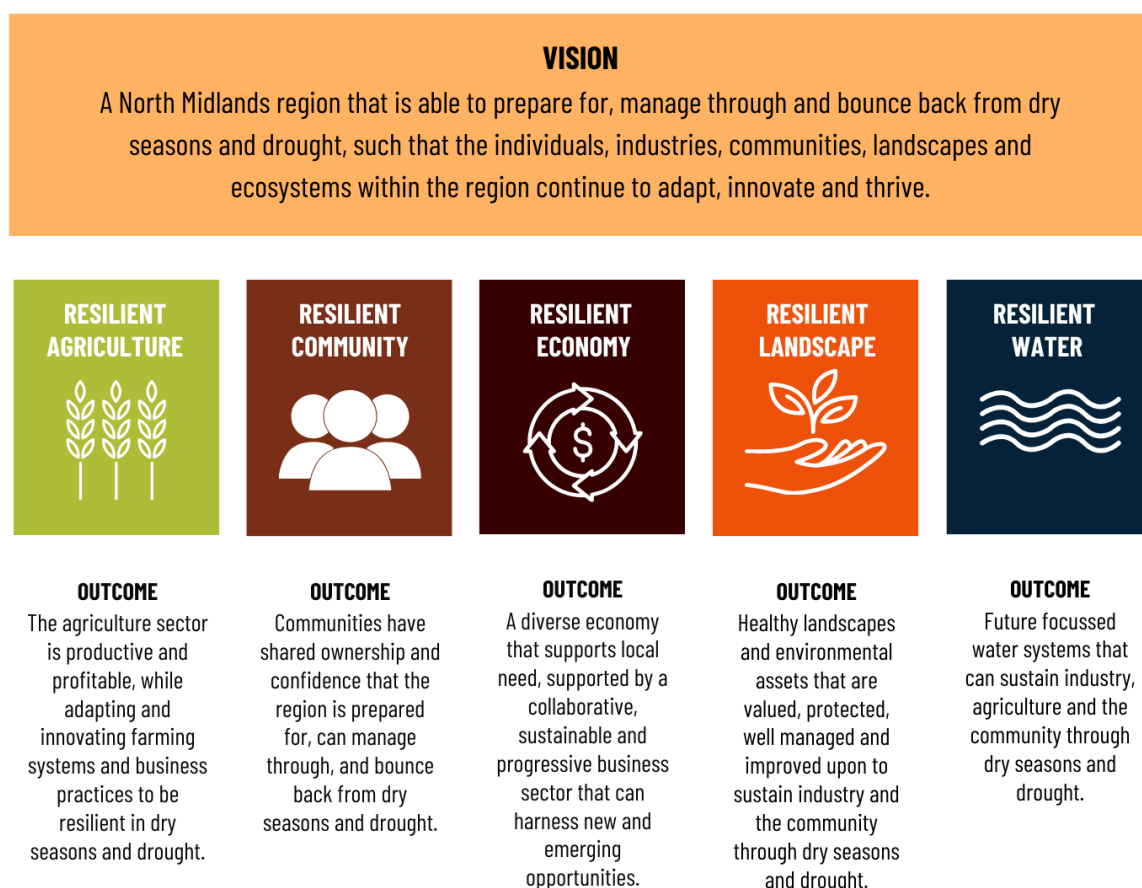 VISION
A North Midlands region that is able to prepare for, manage through and bounce back from dry
seasons and drought, such that the individuals, industries, communities, landscapes and
ecosystems within the region continue to adapt, innovate and thrive.
RESILIENT
AGRICULTURE
RESILIENT
COMMUNITY
RESILIENT
ECONOMY
$
RESILIENT
LANDSCAPE
RESILIENT
WATER
OUTCOME
The agriculture sector
is productive and
profitable, while
adapting and
innovating farming
systems and business
practices to be
resilient in dry
seasons and drought.
OUTCOME
Communities have
shared ownership and
confidence that the
region is prepared
for, can manage
through, and bounce
back from dry
seasons and drought.
OUTCOME
A diverse economy
that supports local
need, supported by a
collaborative,
sustainable and
progressive business
sector that can
harness new and
emerging
opportunities.
OUTCOME
Healthy landscapes
and environmental
assets that are
valued, protected,
well managed and
improved upon to
sustain industry and
the community
through dry seasons
and drought.
OUTCOME
Future focussed
water systems that
can sustain industry,
agriculture and the
community through
dry seasons and
drought.